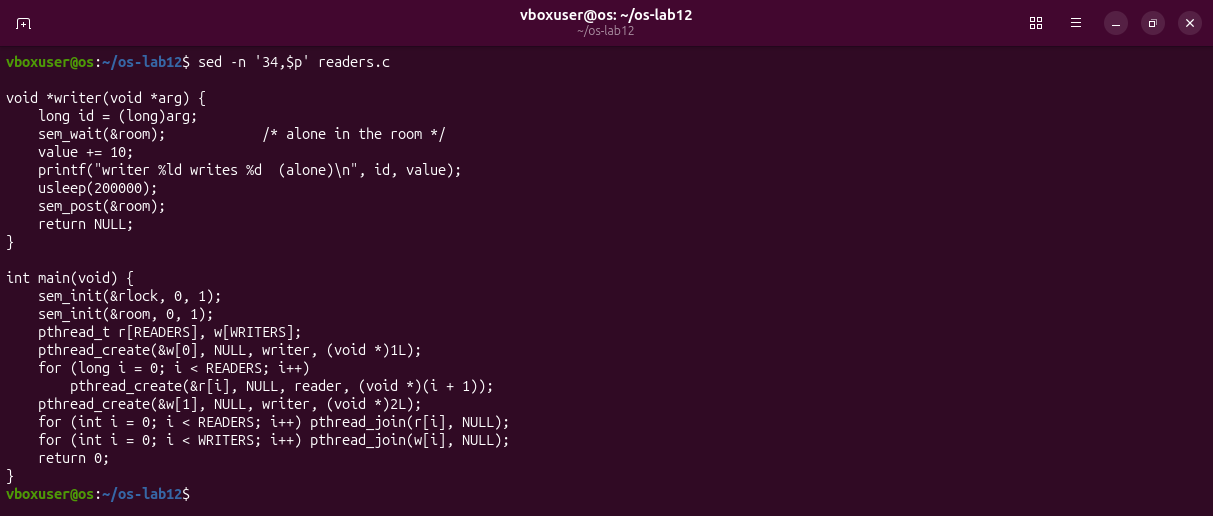 vboxuser@os: ~/os-lab12
~/os-lab12
vboxuser@os:~/os-lab12$ sed -n '34,$p' readers.c

void *writer(void *arg) {
    long id = (long)arg;
    sem_wait(&room);            /* alone in the room */
    value += 10;
    printf("writer %ld writes %d  (alone)\n", id, value);
    usleep(200000);
    sem_post(&room);
    return NULL;
}

int main(void) {
    sem_init(&rlock, 0, 1);
    sem_init(&room, 0, 1);
    pthread_t r[READERS], w[WRITERS];
    pthread_create(&w[0], NULL, writer, (void *)1L);
    for (long i = 0; i < READERS; i++)
        pthread_create(&r[i], NULL, reader, (void *)(i + 1));
    pthread_create(&w[1], NULL, writer, (void *)2L);
    for (int i = 0; i < READERS; i++) pthread_join(r[i], NULL);
    for (int i = 0; i < WRITERS; i++) pthread_join(w[i], NULL);
    return 0;
}
vboxuser@os:~/os-lab12$